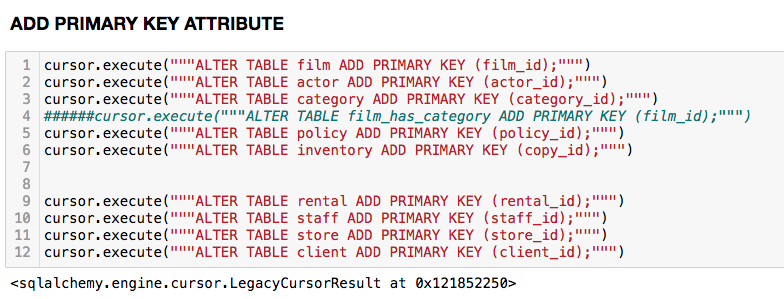 ADD PRIMARY KEY ATTRIBUTE
1 cursor.execute("""ALTER TABLE film ADD PRIMARY KEY (film_id);""")
2 cursor.execute("""ALTER TABLE actor ADD PRIMARY KEY (actor_id);""")
3 cursor.execute("""ALTER TABLE category ADD PRIMARY KEY (category_id);""")
4 ######cursor.execute("""ALTER TABLE film_has_category ADD PRIMARY KEY (film_id);""")
5 cursor.execute("""ALTER TABLE policy ADD PRIMARY KEY (policy_id);""")
6 cursor.execute("""ALTER TABLE inventory ADD PRIMARY KEY (copy_id);""")
7
8
9 cursor.execute("""ALTER TABLE rental ADD PRIMARY KEY (rental_id);""")
10 cursor.execute("""ALTER TABLE staff ADD PRIMARY KEY (staff_id);""")
11 cursor.execute("""ALTER TABLE store ADD PRIMARY KEY (store_id);""")
12 cursor.execute("""ALTER TABLE client ADD PRIMARY KEY (client_id);""")
<sqlalchemy.engine.cursor.LegacyCursorResult at 0x121852250>